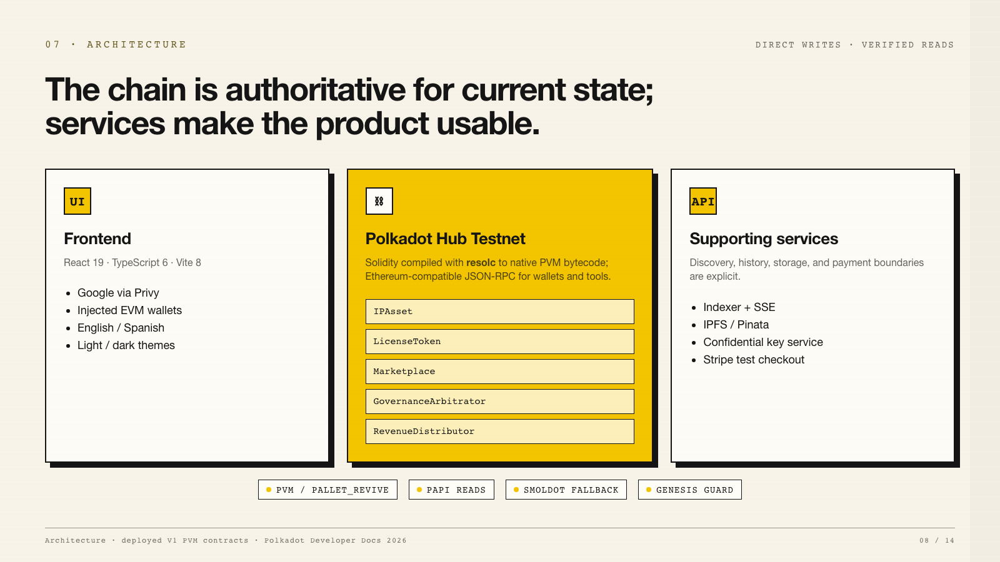 07 · ARCHITECTURE
DIRECT WRITES · VERIFIED READS
The chain is authoritative for current state;
services make the product usable.
UI
Frontend
React 19 · TypeScript 6 · Vite 8
• Google via Privy
• Injected EVM wallets
• English / Spanish
• Light / dark themes
Polkadot Hub Testnet
Solidity compiled with resolc to native PVM bytecode;
Ethereum-compatible JSON-RPC for wallets and tools.
IPAsset
LicenseToken
Marketplace
GovernanceArbitrator
RevenueDistributor
API
Supporting services
Discovery, history, storage, and payment boundaries
are explicit.
• Indexer + SSE
• IPFS / Pinata
• Confidential key service
• Stripe test checkout
PVM / PALLET_REVIVE
PAPI READS
SMOLDOT FALLBACK
GENESIS GUARD
Architecture · deployed V1 PVM contracts · Polkadot Developer Docs 2026
08 / 14